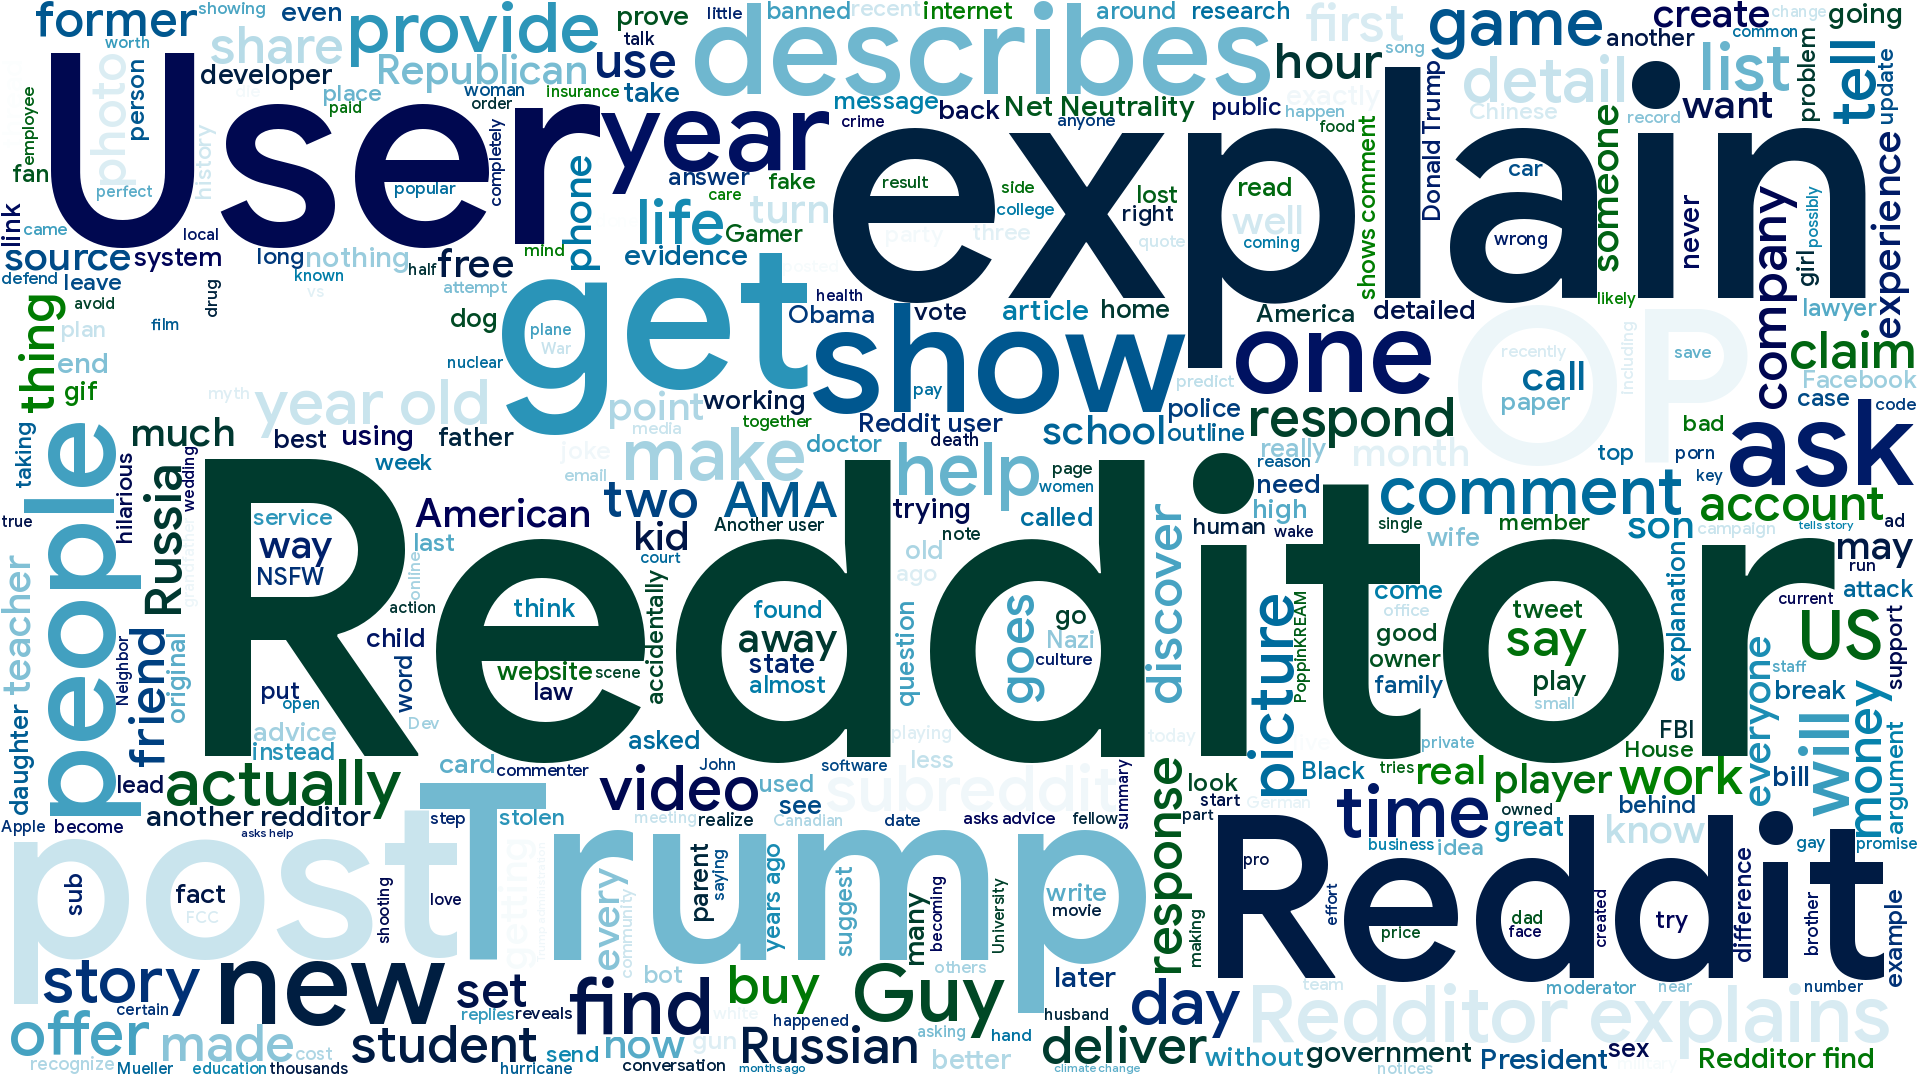 former
showing
even
provide
prove
little
banned
recent
internet
around
research
first
game
create
change
going
worth
share
talk
describes
another
common
photo
person
developer
Republican
use
hour
detail
list
tell
update
problem
want
employee
place
paid
woman
order
insurance
take
message
back
Net Neutrality
public
exactly
happen
Chinese
record
User
year
crime
anyone
food
explain
Donald Trump
someone
car
fan
history
perfect
popular
completely
answer
fake
care
result
side
college
read
lost
right
shows comment
never
company
experience
link
came
local
life
turn
Gamer
party
three
quote
well
coming
wrong
girl
possibly
source
system
long
nothing
half
free
mind
phone
evidence
posted
defend
leave
known
vs
attempt
get
health
Obama
vote
article
home
America
detailed
likely
lawyer
thing
avoid
plan
film
drug
dog
plane
War
show
one
OP
recently
including
save
claim
end
nuclear
gif
myth
year old
point
working
pay
predict
call
paper
Facebook
case
code
people
much
best
using
father
media
together
Reddit user
police
respond
school
outline
bad
ask
taking
week
joke
make
doctor
death
really
month
top
porn
hilarious
Russia
wedding
email
help
page
women
reason
need
key
true
service
American
two
AMA
trying
called
high
comment
account
way
last
kid
Another user
note
human
wake
single
member
son
campaign
tells story
ad
NSFW
court
old
wife
may
teacher
grandfather
Redditor
online
think
ago
found
discover
come
office
explanation
run
attack
action
accidentally
question
goes
go
picture
PoppinKREAM
tweet
current
friend
Neighbor
original
child
away
Nazi
good
say
US
support
website
scene
state
culture
owner
everyone
staff
put
open
word
law
almost
family
play
small
break
daughter
advice
Dev
playing
today
FBI
will
money
argument
instead
asked
private
House
lead
actually
card
commenter
John
software
less
response
look
Black
tries
real
player
work
bill
video
used
subreddit
summary
start
German
owned
behind
Apple
become
another redditor
step
stolen
meeting
realize
see
Canadian
date
asks advice
fellow
part
time
great
know
asks help
post
Trump
business
idea
Reddit
gay
promise
sub
fact
FCC
shooting
love
getting
Trump administration
every
community
parent
saying
years ago
suggest
many
becoming
University
write
movie
making
pro
effort
price
dad
face
created
try
difference
brother
example
story
certain
new
set
replies
reveals
find
bot
white
buy
happened
Guy
others
later
husband
day
team
moderator
near
number
offer
made
cost
student
send
now
gun
Russian
asking
hand
deliver
Redditor explains
recognize
Mueller
education
thousands
hurricane
conversation
months ago
better
climate change
without
government
notices
President
sex
military
Redditor find